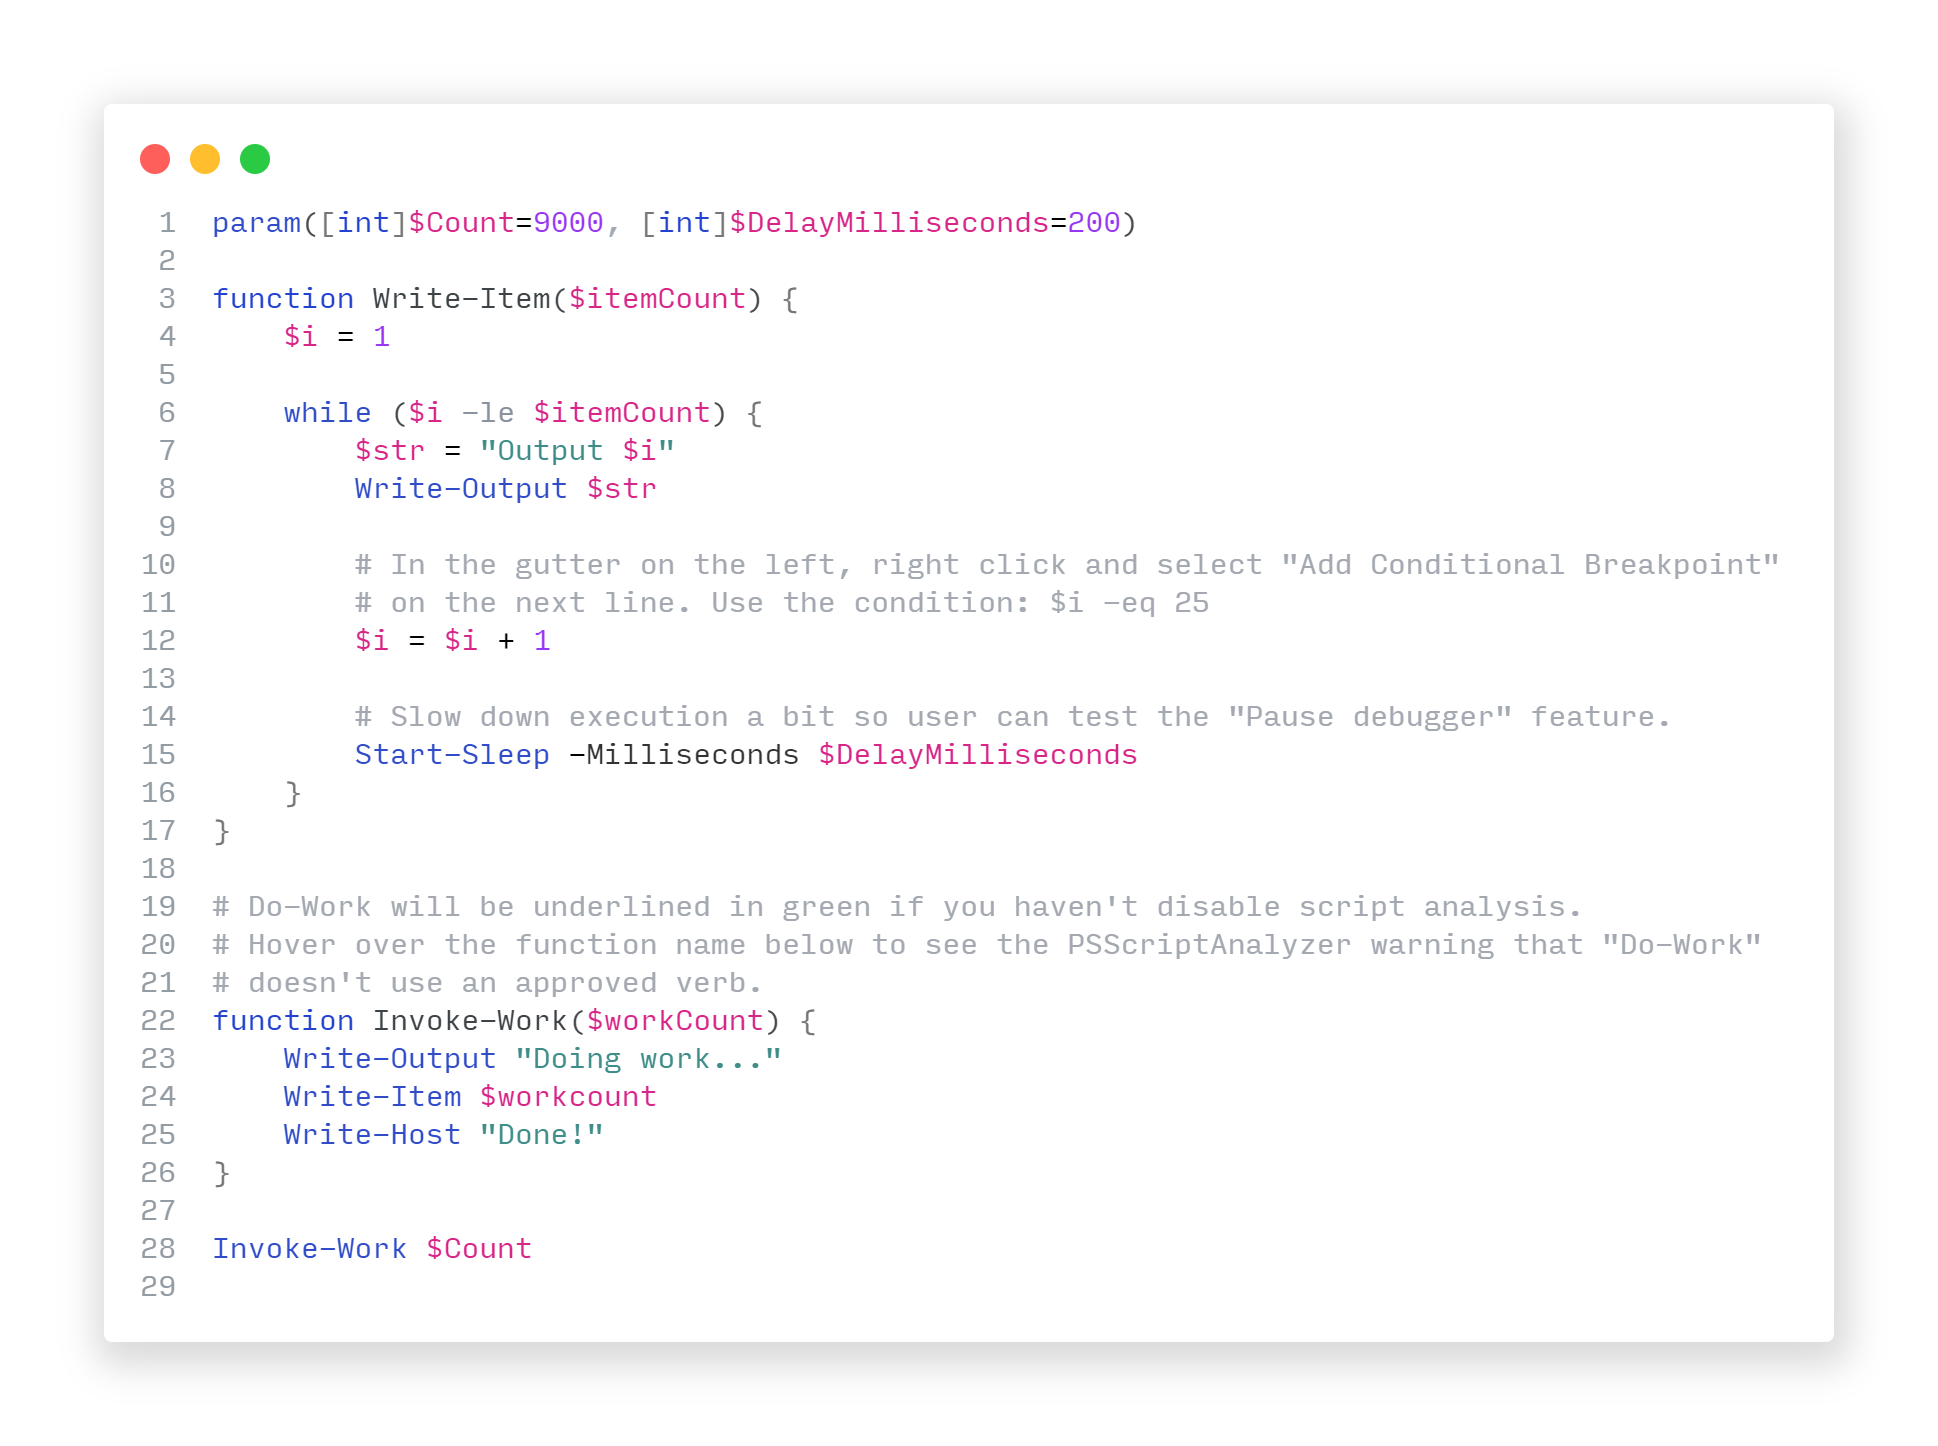 1 param([int]$Count=9000, [int]$DelayMilliseconds=200)
2
3 function Write-Item($itemCount) {
4     $i = 1
5
6     while ($i -le $itemCount) {
7         $str = "Output $i"
8         Write-Output $str
9
10         # In the gutter on the left, right click and select "Add Conditional Breakpoint"
11         # on the next line. Use the condition: $i -eq 25
12         $i = $i + 1
13
14         # Slow down execution a bit so user can test the "Pause debugger" feature.
15         Start-Sleep -Milliseconds $DelayMilliseconds
16     }
17 }
18
19 # Do-Work will be underlined in green if you haven't disable script analysis.
20 # Hover over the function name below to see the PSScriptAnalyzer warning that "Do-Work"
21 # doesn't use an approved verb.
22 function Invoke-Work($workCount) {
23     Write-Output "Doing work..."
24     Write-Item $workcount
25     Write-Host "Done!"
26 }
27
28 Invoke-Work $Count
29